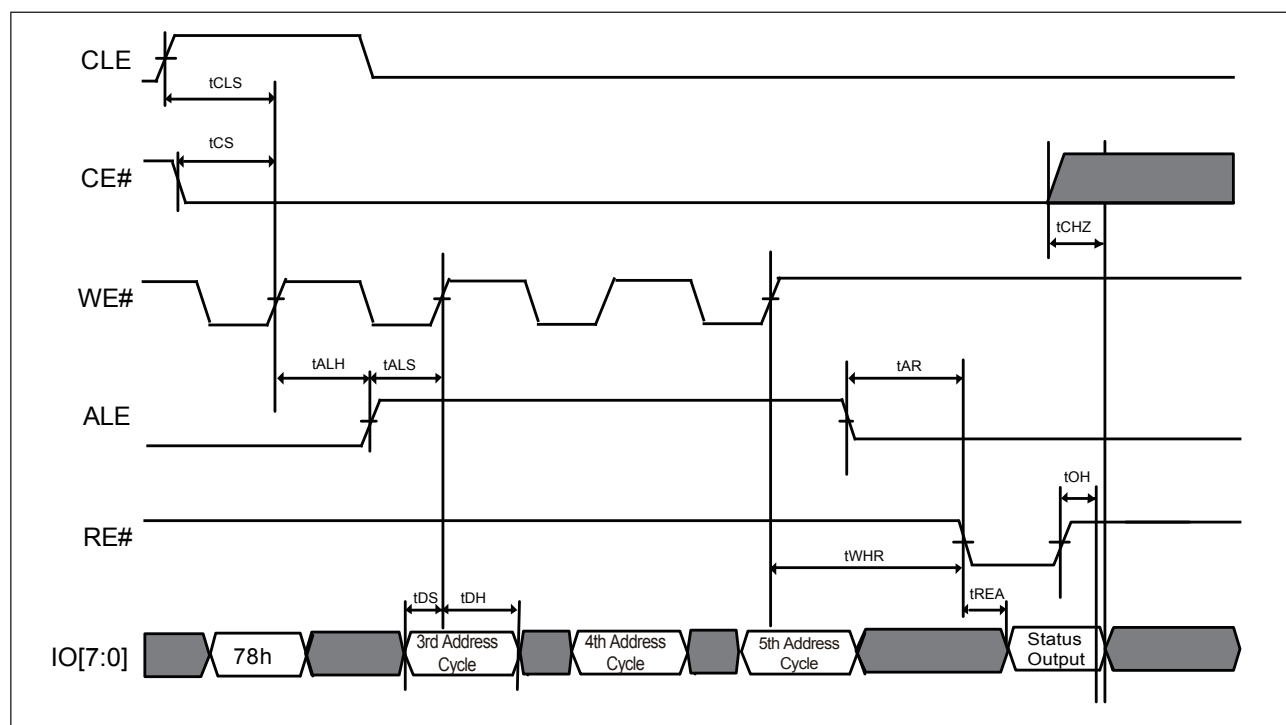 CLE
tCLS
tCS
CE#
tCHZ
WE#
tALH
tALS
tAR
ALE
tOH
RE#
tWHR
tDS
tDH
tREA
IO[7:0]
78h
3rd Address
Cycle
4th Address
Cycle
5th Address
Cycle
Status
Output